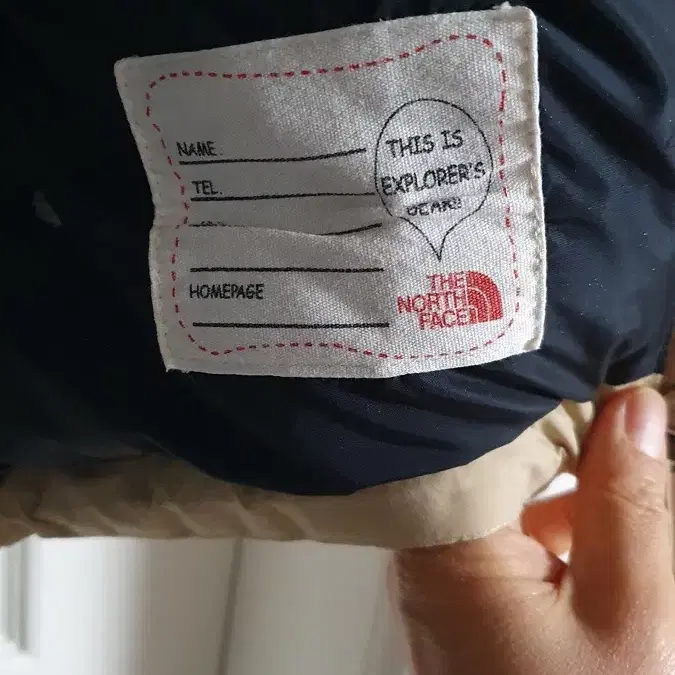 NAME
TEL.
HOMEPAGE
THIS IS
EXPLORER'S
THE
NORTH
FACE